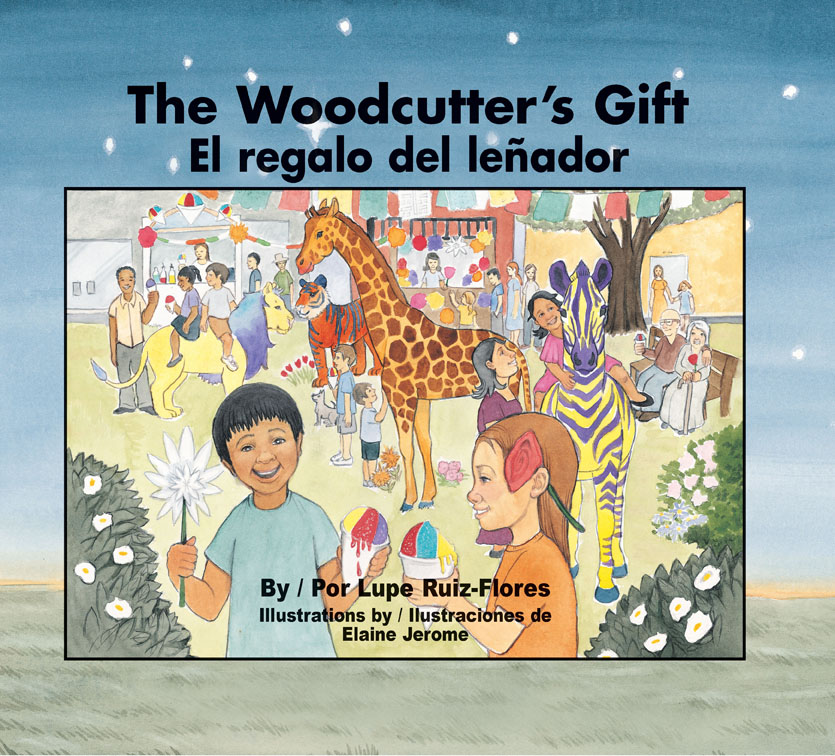 The Woodcutter's Gift
El regalo del leñador
By / Por Lupe Ruiz-Flores
Illustrations by / Ilustraciones de
Elaine Jerome